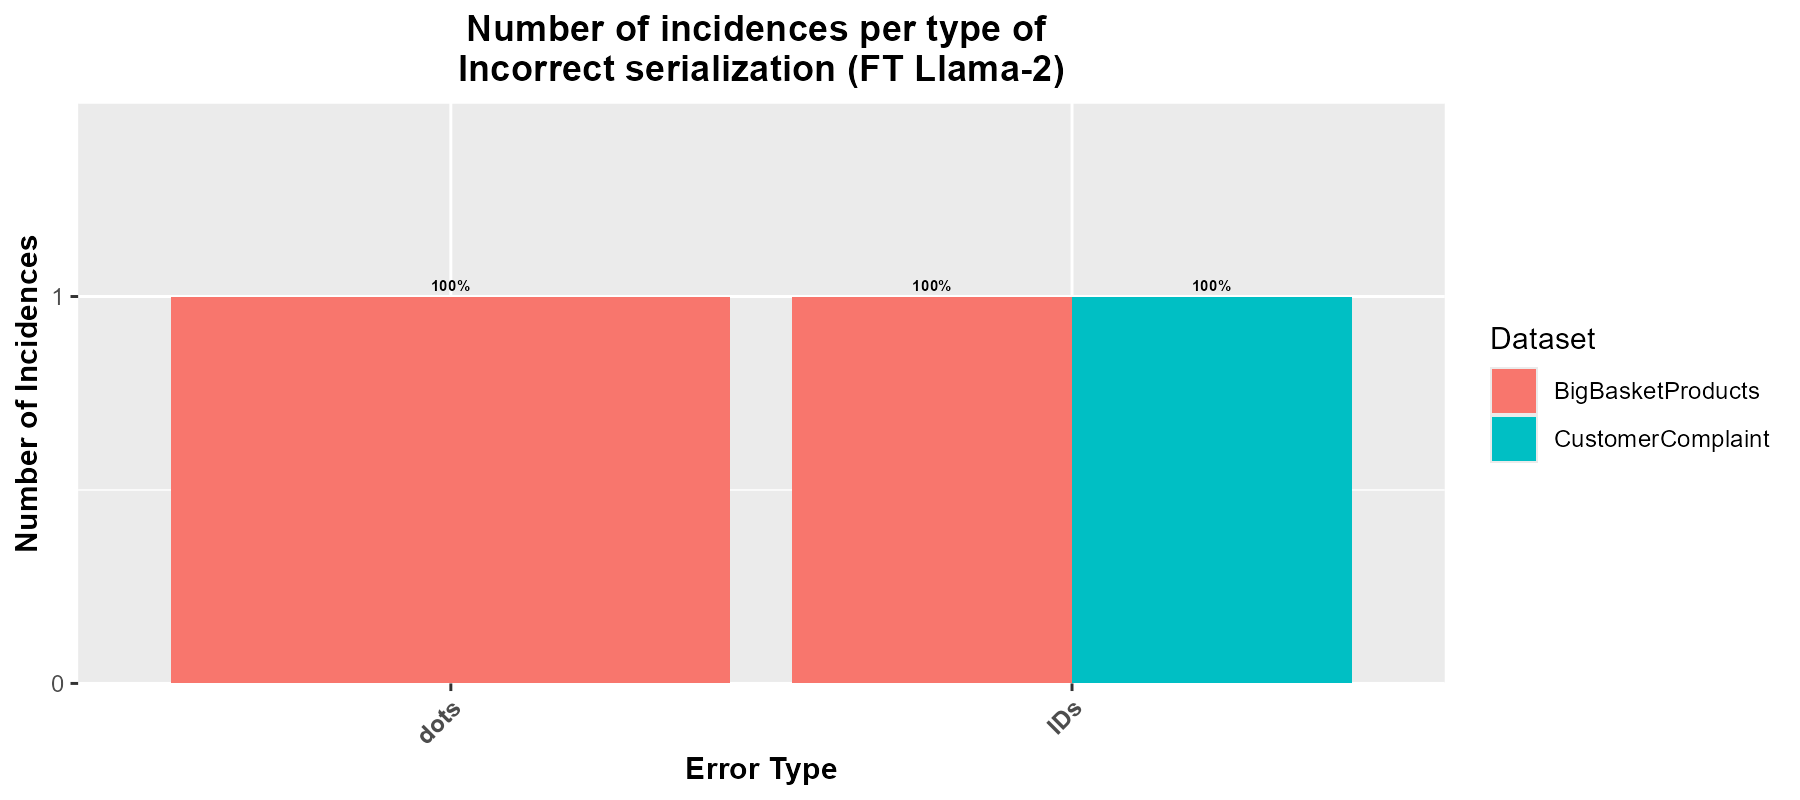 Number of incidences per type of
Incorrect serialization (FT Llama-2)
Number of Incidences
1
0
100%
100%
100%
dots
IDs
Error Type
Dataset
BigBasketProducts
CustomerComplaint